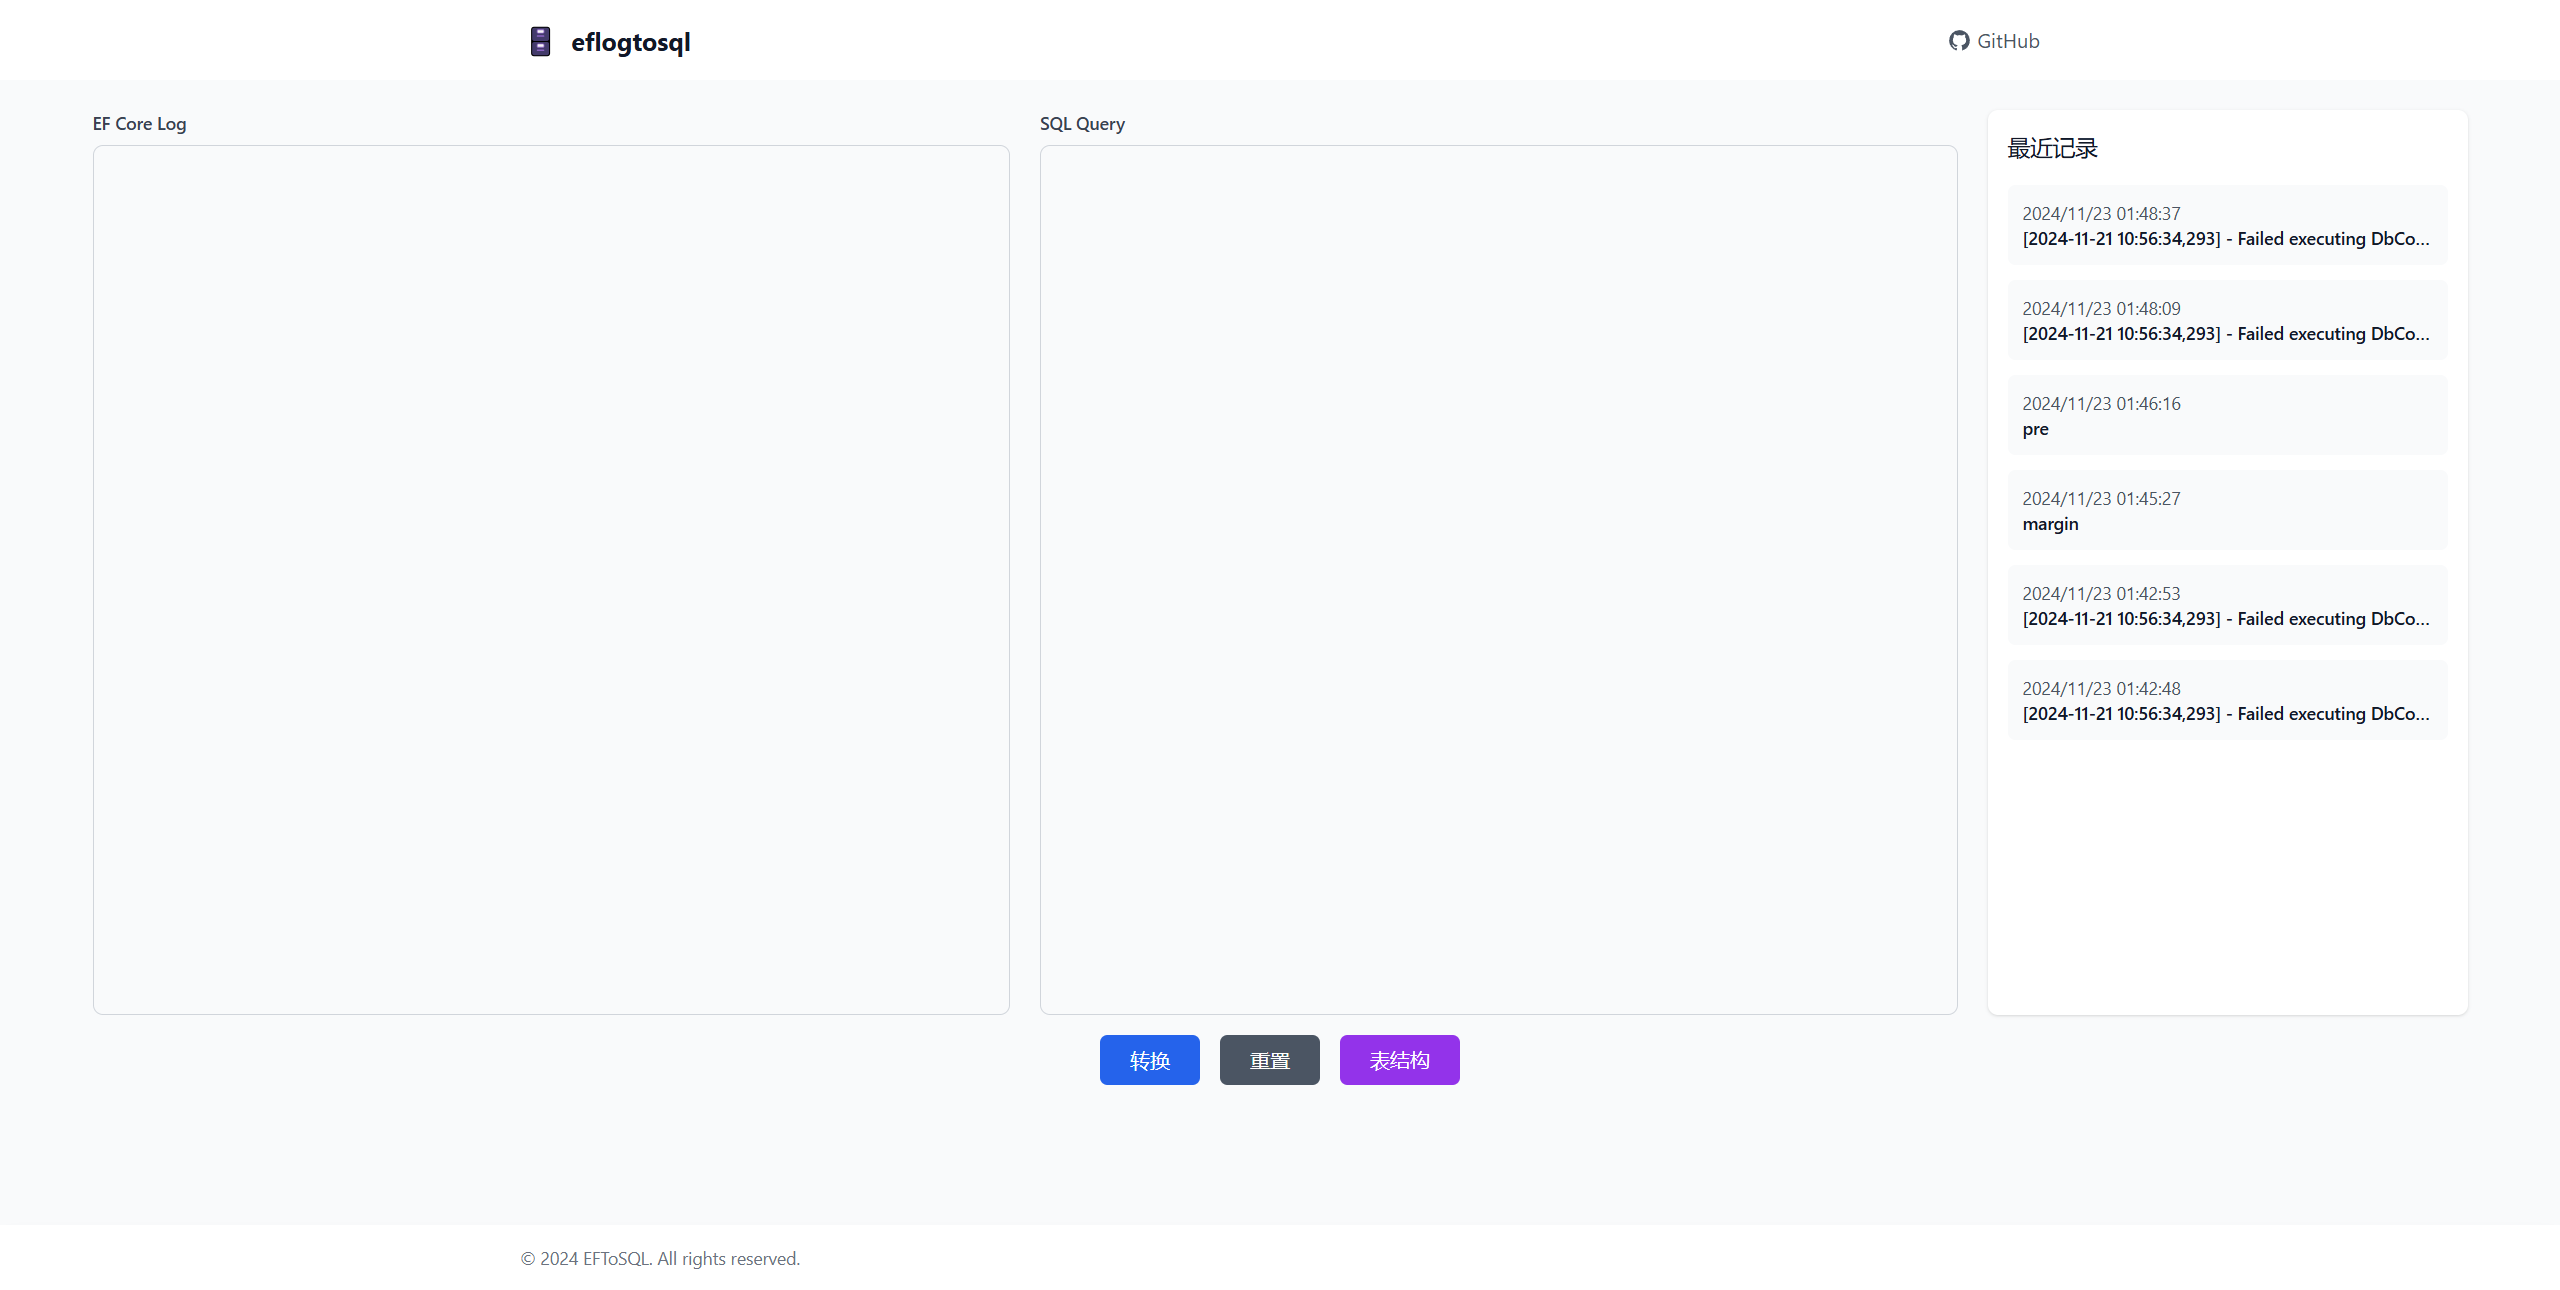 eflogtosql
GitHub
EF Core Log
SQL Query
最近记录
2024/11/23 01:48:37
[2024-11-21 10:56:34,293] - Failed executing DbCo...
2024/11/23 01:48:09
[2024-11-21 10:56:34,293] - Failed executing DbCo...
2024/11/23 01:46:16
pre
2024/11/23 01:45:27
margin
2024/11/23 01:42:53
[2024-11-21 10:56:34,293] - Failed executing DbCo...
2024/11/23 01:42:48
[2024-11-21 10:56:34,293] - Failed executing DbCo...
转换
重置
表结构
© 2024 EFToSQL. All rights reserved.